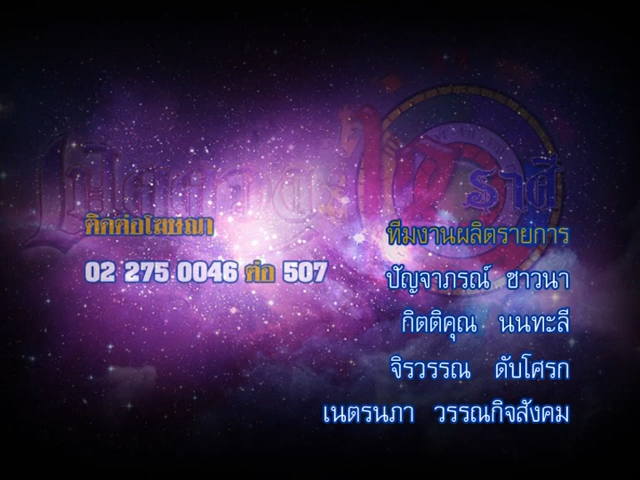 ราศี
ติดต่อโฆษณา
02 275 0046 ต่อ 507
ทีมงานผลิตรายการ
ปัญจาภรณ์ ชาวนา
กิตติคุณ นนทะลี
จิรวรรณ ดับโศรก
เนตรนภา วรรณกิจสังคม